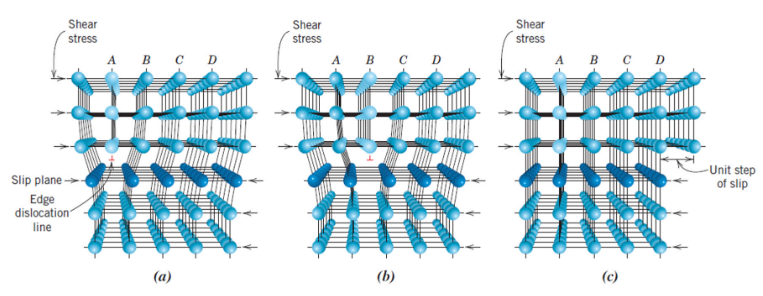 Shear
stress
A B C D
Slip plane
Edge
dislocation
line
(a)
Shear
stress
A B C D
(b)
Shear
stress
A B C D
Unit step
of slip
(c)